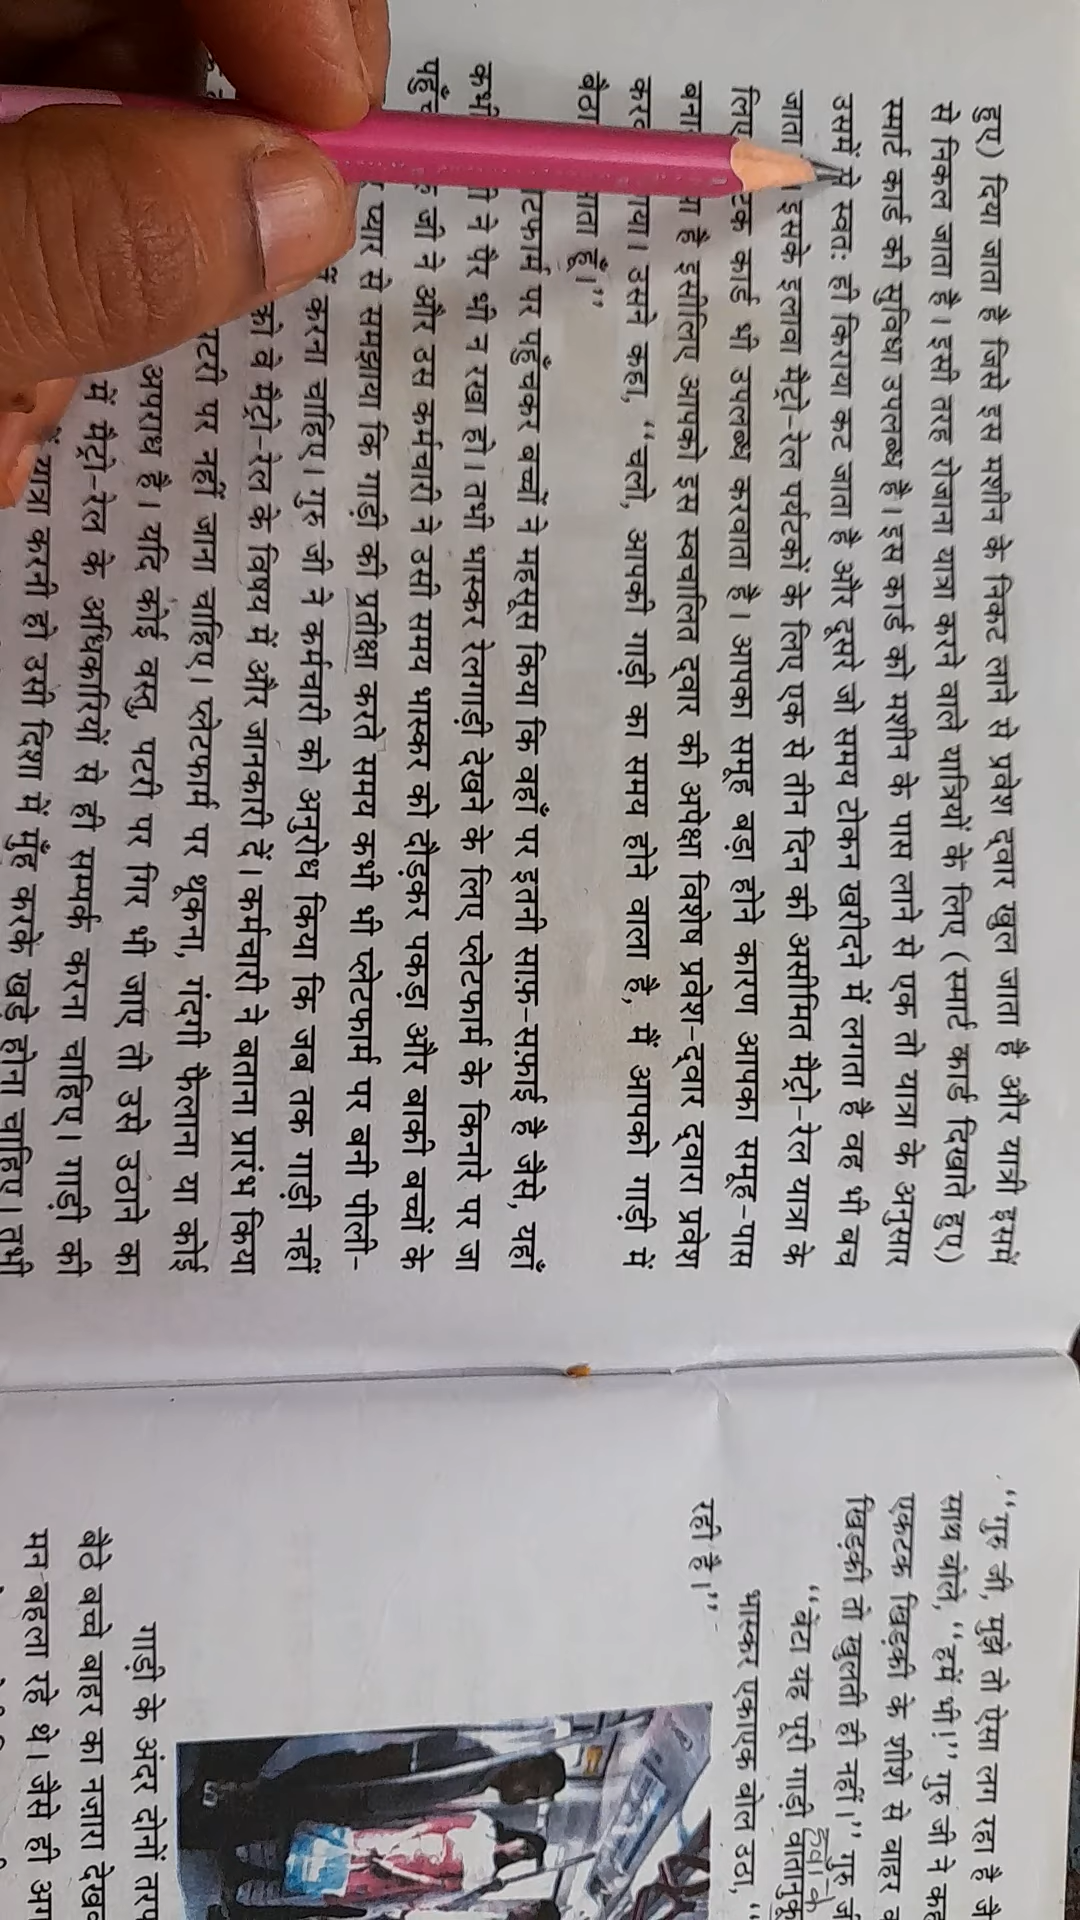 हुए) दिया जाता है जिसे इस मशीन के निकट लाने से प्रवेश द्वार खुल जाता है और यात्री इसमें
से निकल जाता है। इसी तरह रोजाना यात्रा करने वाले यात्रियों के लिए (स्मार्ट कार्ड दिखाते हुए)
स्मार्ट कार्ड की सुविधा उपलब्ध है। इस कार्ड को मशीन के पास लाने से एक तो यात्रा के अनुसार
उसमें से स्वतः ही किराया कट जाता है और दूसरे जो समय टोकन खरीदने में लगता है वह भी बच
जाता इसके इलावा मैट्रो-रेल पर्यटकों के लिए एक से तीन दिन की असीमित मैट्रो-रेल यात्रा के
लिए कार्ड भी उपलब्ध करवाता है। आपका समूह बड़ा होने कारण आपका समूह-पास
है इसीलिए आपको इस स्वचालित द्वार की अपेक्षा विशेष प्रवेश-द्वार द्वारा प्रवेश
उसने कहा, “चलो, आपकी गाड़ी का समय होने वाला है, मैं आपको गाड़ी में
हूँ।”
पर पहुँचकर बच्चों ने महसूस किया कि वहाँ पर इतनी साफ़-सफ़ाई है जैसे, यहाँ
कभी ने पैर भी न रखा हो। तभी भास्कर रेलगाड़ी देखने के लिए प्लेटफार्म के किनारे पर जा
जी ने और उस कर्मचारी ने उसी समय भास्कर को दौड़कर पकड़ा और बाकी बच्चों के
प्यार से समझाया कि गाड़ी की प्रतीक्षा करते समय कभी भी प्लेटफार्म पर बनी पीली-
करना चाहिए। गुरु जी ने कर्मचारी को अनुरोध किया कि जब तक गाड़ी नहीं
को वे मैट्रो-रेल के विषय में और जानकारी दें। कर्मचारी ने बताना प्रारंभ किया
पटरी पर नहीं जाना चाहिए। प्लेटफार्म पर थूकना, गंदगी फैलाना या कोई
अपराध है। यदि कोई वस्तु पटरी पर गिर भी जाए तो उसे उठाने का
में मैट्रो-रेल के अधिकारियों से ही सम्पर्क करना चाहिए। गाड़ी की
यात्रा करनी हो उसी दिशा में मुँह करके खड़े होना चाहिए। तभी
“गुरु जी, मुझे तो ऐसा लग रहा है
साथ बोले, “हमें भी।” गुरु जी ने
एकटक खिड़की के शीशे से बाहर
खिड़की तो खुलती ही नहीं।” गुरु
“बेटा यह पूरी गाड़ी
भास्कर एकाएक बोल उठा, “
रही है।”
गाड़ी के अंदर दोनों
बैठे बच्चे बाहर का नज़ारा
मन बहला रहे थे। जैसे ही